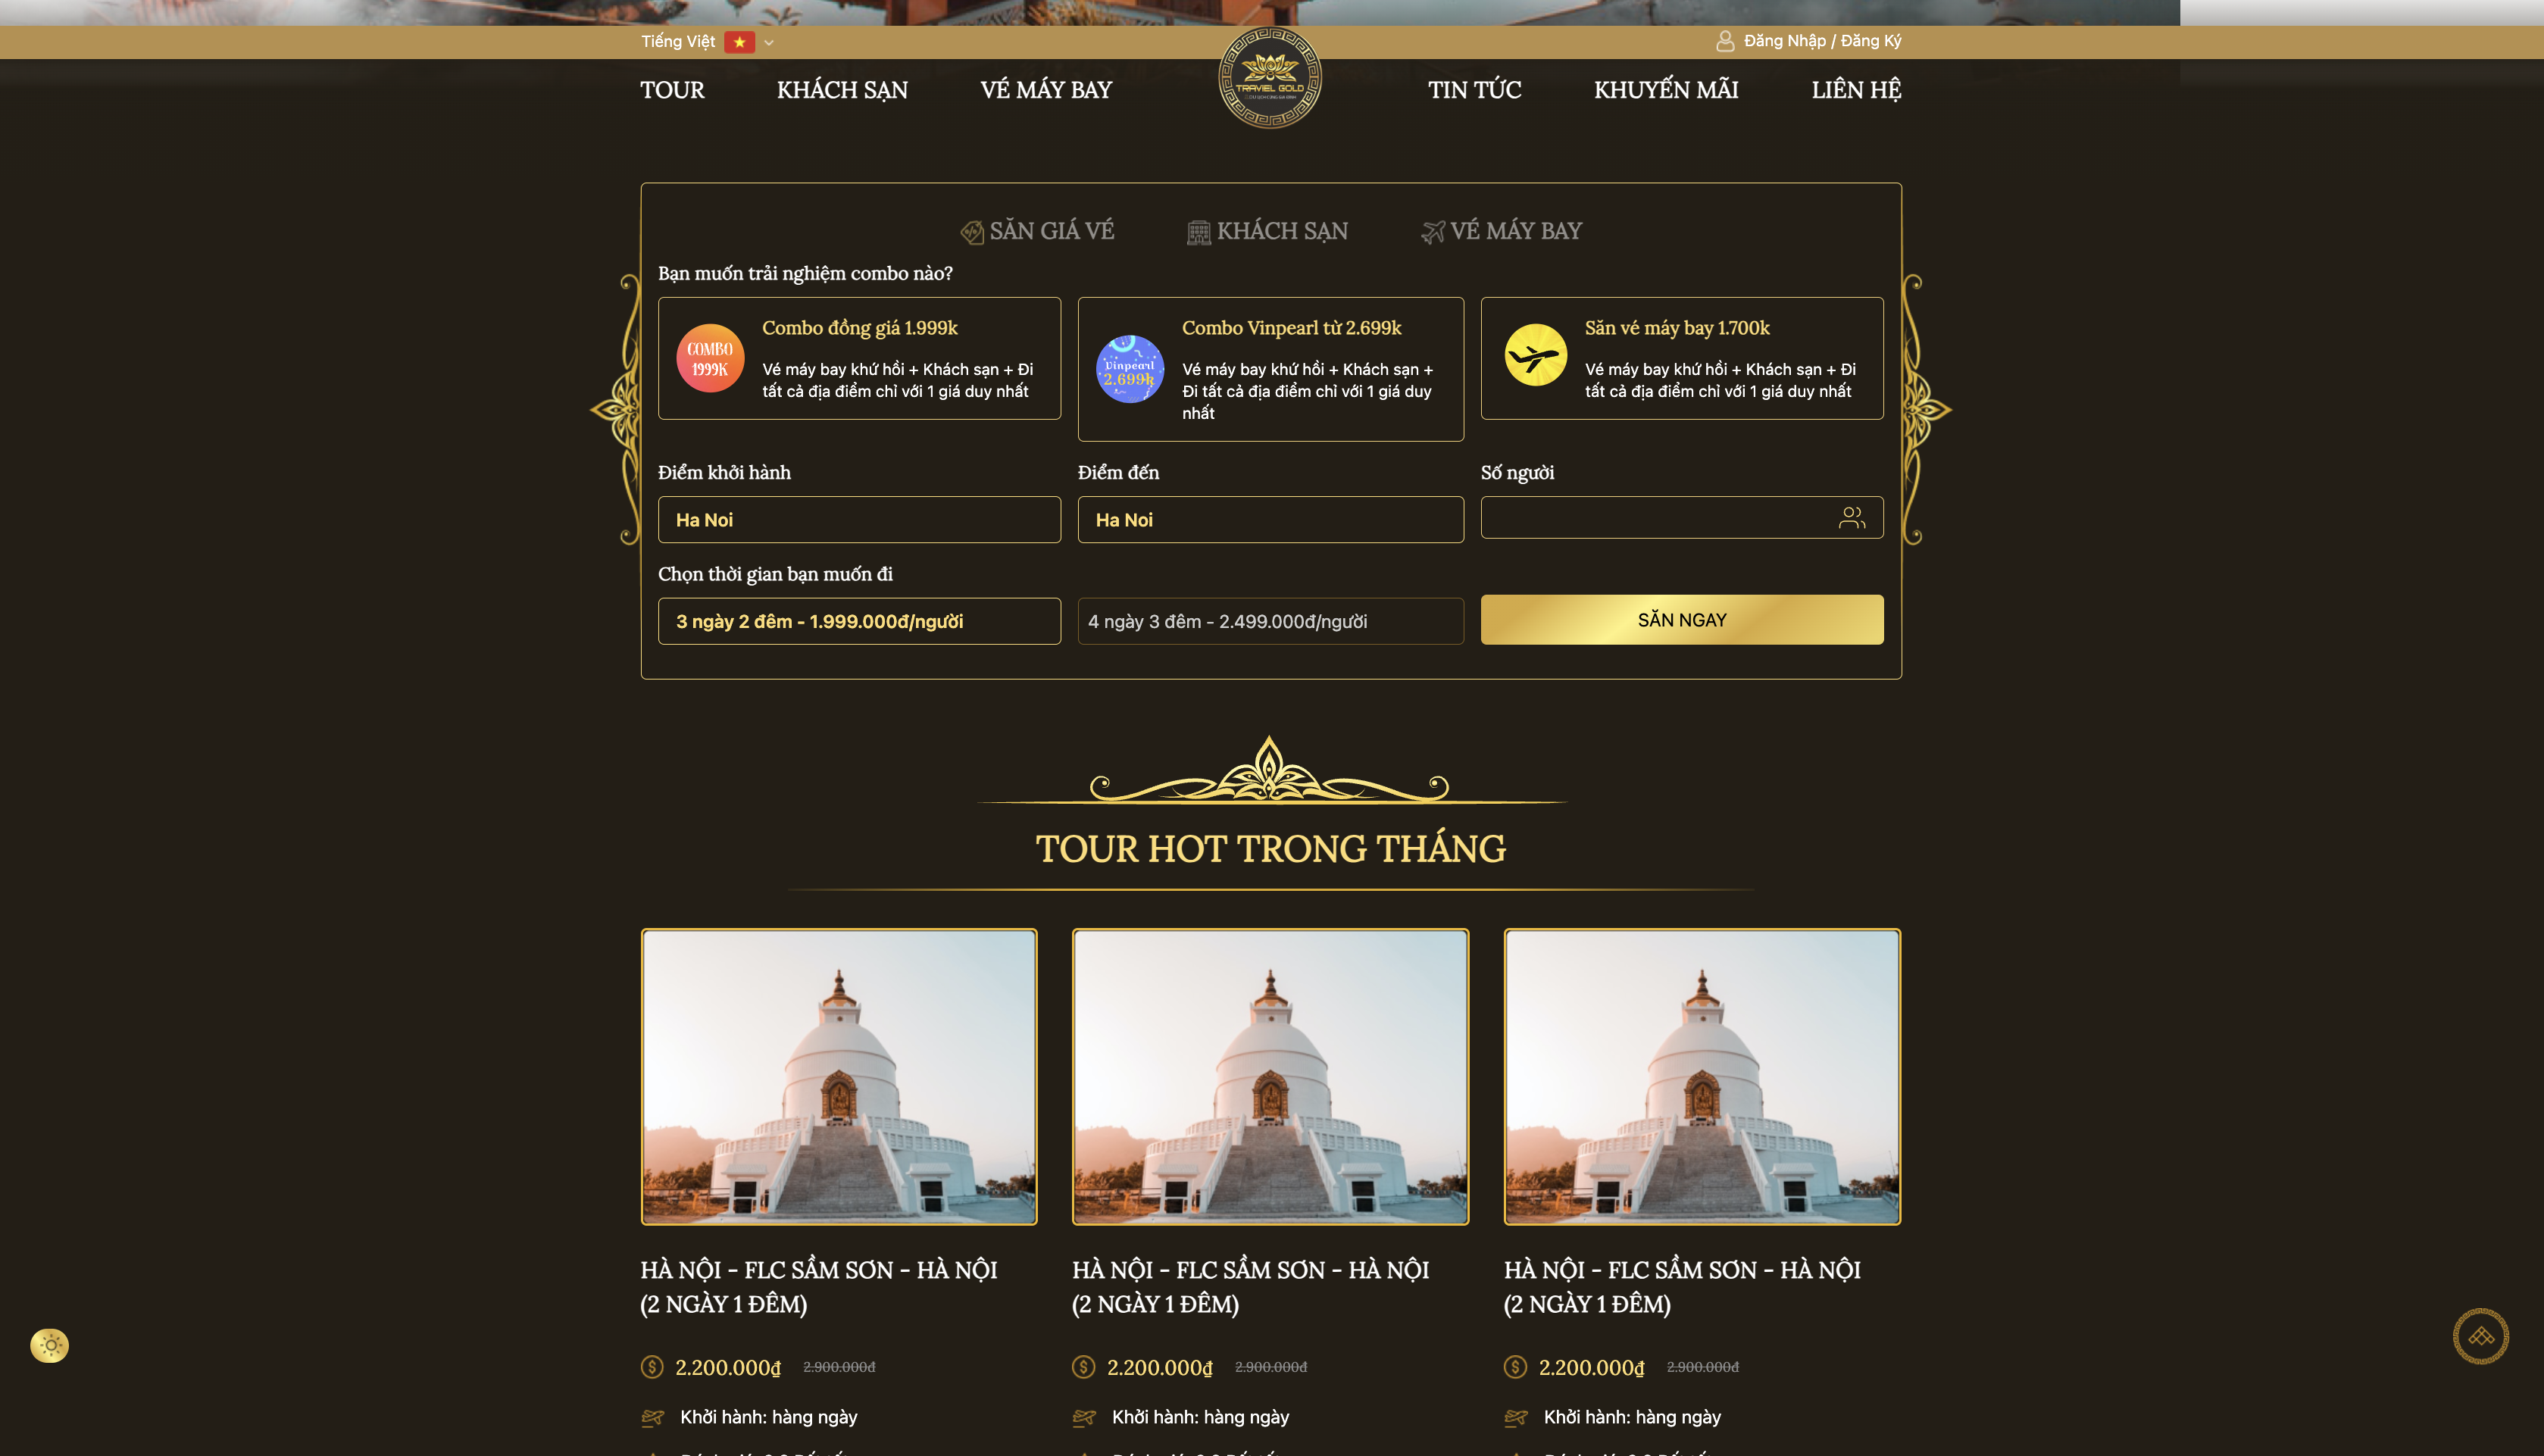 Tiếng Việt
Đăng Nhập / Đăng Ký
TOUR
KHÁCH SẠN
VÉ MÁY BAY
TRAVIEL GOLD
TIN TỨC
KHUYẾN MÃI
LIÊN HỆ
SĂN GIÁ VÉ
KHÁCH SẠN
VÉ MÁY BAY
Bạn muốn trải nghiệm combo nào?
COMBO
1999K
Combo đồng giá 1.999k
Vé máy bay khứ hồi + Khách sạn + Đi
tất cả địa điểm chỉ với 1 giá duy nhất
Vinpearl
2.699k
Combo Vinpearl từ 2.699k
Vé máy bay khứ hồi + Khách sạn +
Đi tất cả địa điểm chỉ với 1 giá duy
nhất
Săn vé máy bay 1.700k
Vé máy bay khứ hồi + Khách sạn + Đi
tất cả địa điểm chỉ với 1 giá duy nhất
Điểm khởi hành
Điểm đến
Số người
Ha Noi
Ha Noi
Chọn thời gian bạn muốn đi
3 ngày 2 đêm - 1.999.000đ/người
4 ngày 3 đêm - 2.499.000đ/người
SĂN NGAY
TOUR HOT TRONG THÁNG
HÀ NỘI - FLC SẦM SƠN - HÀ NỘI
(2 NGÀY 1 ĐÊM)
2.200.000₫ 2.900.000đ
Khởi hành: hàng ngày
HÀ NỘI - FLC SẦM SƠN - HÀ NỘI
(2 NGÀY 1 ĐÊM)
2.200.000₫ 2.900.000đ
Khởi hành: hàng ngày
HÀ NỘI - FLC SẦM SƠN - HÀ NỘI
(2 NGÀY 1 ĐÊM)
2.200.000₫ 2.900.000đ
Khởi hành: hàng ngày